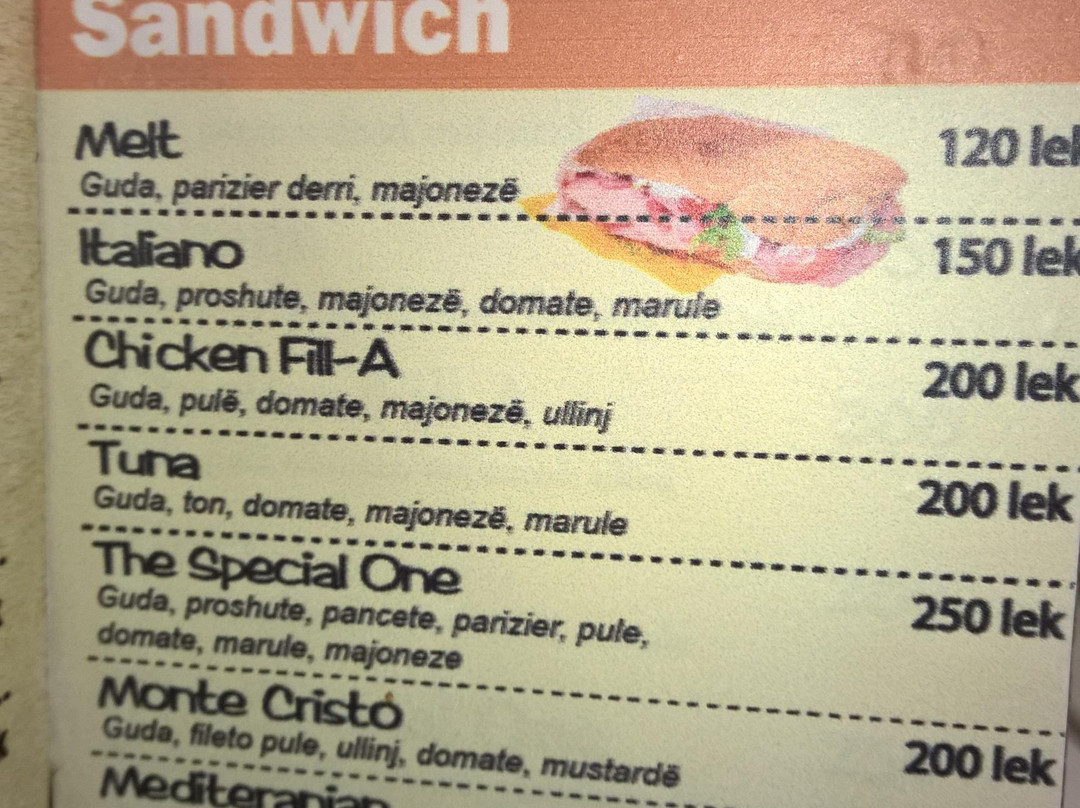 Sandwich
Melt 120 lek
Guda, parizier derri, majonezë
Italiano 150 lek
Guda, proshute, majonezë, domate, marule
Chicken Fill-A 200 lek
Guda, pulë, domate, majonezë, ullinj
Tuna 200 lek
Guda, ton, domate, majonezë, marule
The Special One 250 lek
Guda, proshute, pancete, parizier, pule,
domate, marule, majoneze
Monte Cristo 200 lek
Guda, fileto pule, ullinj, domate, mustardë
Mediteranian